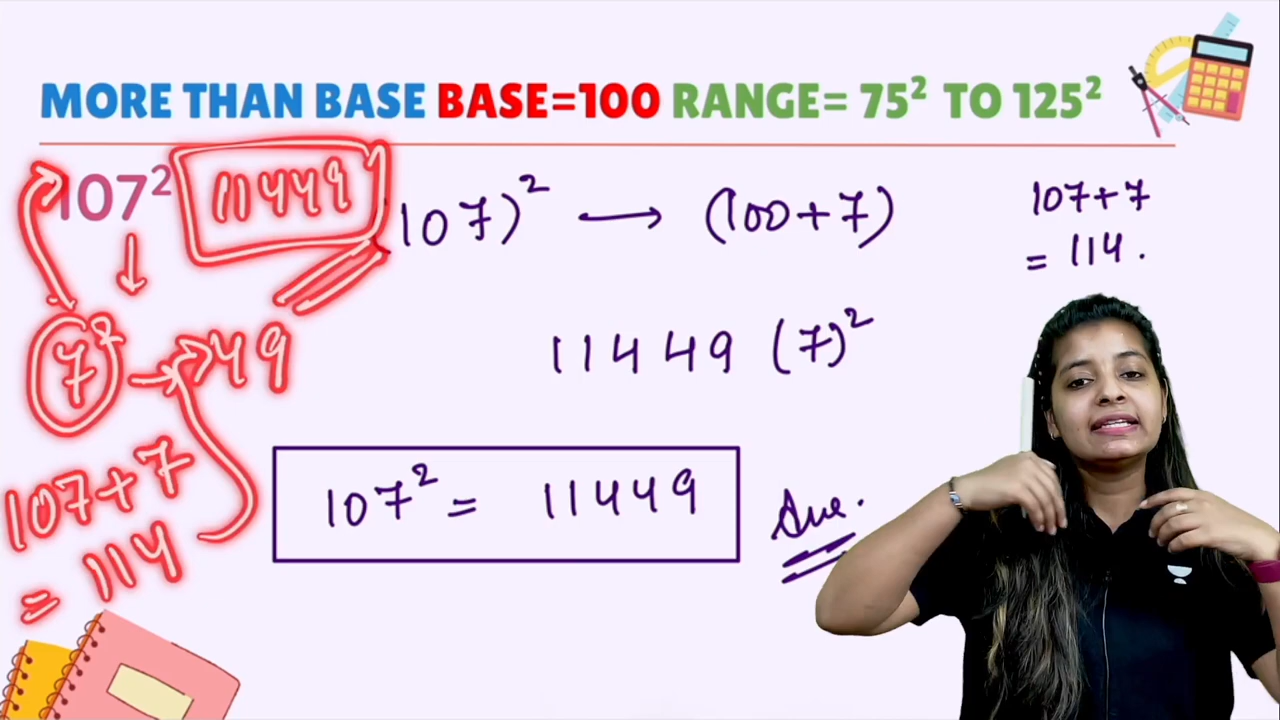 MORE THAN BASE BASE=100 RANGE= 75² TO 125²
107² 11449
(107)² → (100+7)
107+7
= 114.
7² → 49
11449 (7)²
107+7
= 114
107² = 11449
Ans.